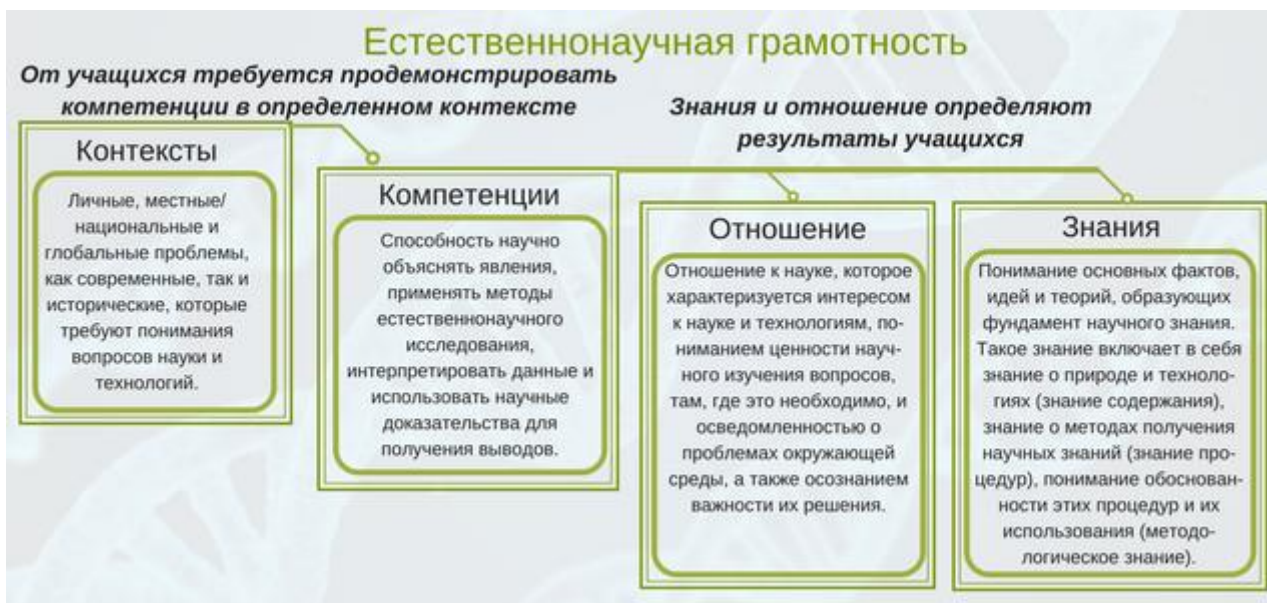 Естественнонаучная грамотность
От учащихся требуется продемонстрировать
компетенции в определенном контексте
Знания и отношение определяют
результаты учащихся
Контексты
Личные, местные/
национальные и
глобальные проблемы,
как современные, так и
исторические, которые
требуют понимания
вопросов науки и
технологий.
Компетенции
Способность научно
объяснять явления,
применять методы
естественнонаучного
исследования,
интерпретировать данные и
использовать научные
доказательства для
получения выводов.
Отношение
Отношение к науке, которое
характеризуется интересом
к науке и технологиям, по-
ниманием ценности науч-
ного изучения вопросов,
там, где это необходимо, и
осведомленностью о
проблемах окружающей
среды, а также осознанием
важности их решения.
Знания
Понимание основных фактов,
идей и теорий, образующих
фундамент научного знания.
Такое знание включает в себя
знание о природе и техноло-
гиях (знание содержания),
знание о методах получения
научных знаний (знание про-
цедур), понимание обоснован-
ности этих процедур и их
использования (методо-
логическое знание).